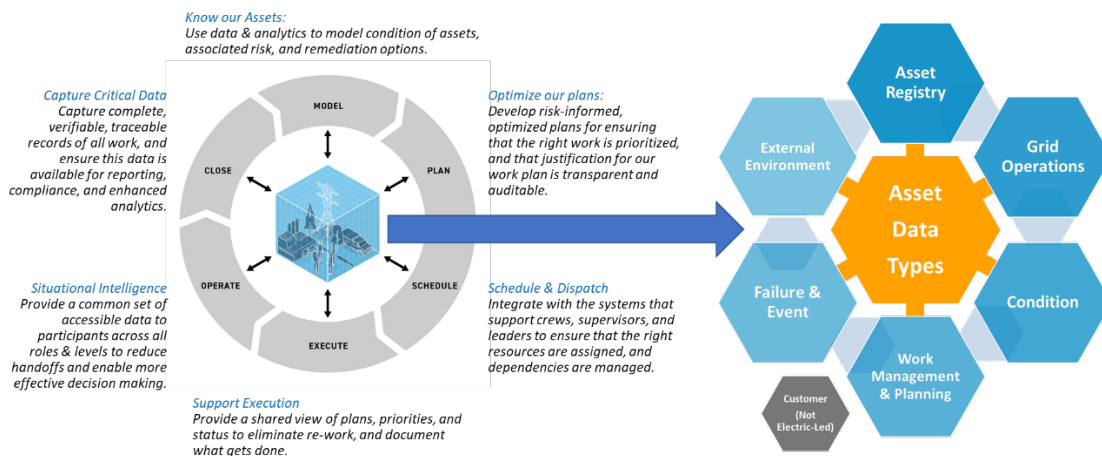 Know our Assets:
Use data & analytics to model condition of assets,
associated risk, and remediation options.
Capture Critical Data
Capture complete,
verifiable, traceable
records of all work, and
ensure this data is
available for reporting,
compliance, and enhanced
analytics.
Optimize our plans:
Develop risk-informed,
optimized plans for ensuring
that the right work is prioritized,
and that justification for our
work plan is transparent and
auditable.
MODEL
CLOSE
PLAN
OPERATE
SCHEDULE
EXECUTE
Situational Intelligence
Provide a common set of
accessible data to
participants across all
roles & levels to reduce
handoffs and enable more
effective decision making.
Schedule & Dispatch
Integrate with the systems that
support crews, supervisors, and
leaders to ensure that the right
resources are assigned, and
dependencies are managed.
Support Execution
Provide a shared view of plans, priorities, and
status to eliminate re-work, and document
what gets done.
Asset
Registry
External
Environment
Grid
Operations
Asset
Data
Types
Failure &
Event
Condition
Work
Management
& Planning
Customer
(Not
Electric-Led)